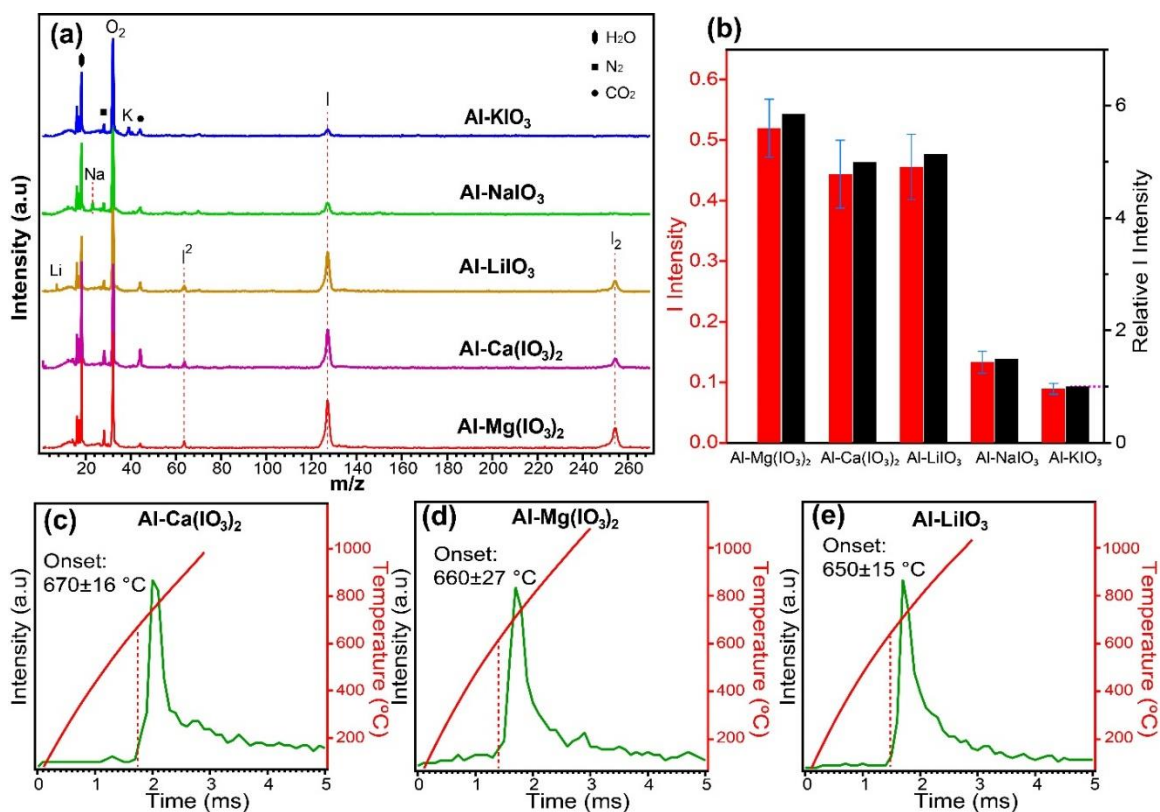 (a)
O₂
H₂O
N₂
CO₂
K
I
Al-KIO₃
Na
Al-NaIO₃
Li
I²
I₂
Al-LiIO₃
Al-Ca(IO₃)₂
Al-Mg(IO₃)₂
Intensity (a.u)
20 40 60 80 100 120 140 160 180 200 220 240 260
m/z
(b)
I Intensity
0.6
0.5
0.4
0.3
0.2
0.1
0.0
Relative I Intensity
6
4
2
0
Al-Mg(IO₃)₂ Al-Ca(IO₃)₂ Al-LiIO₃ Al-NaIO₃ Al-KIO₃
(c)
Al-Ca(IO₃)₂
Onset:
670±16 °C
Intensity (a.u)
1000
800
600
400
200
Temperature (ºC)
0 1 2 3 4 5
Time (ms)
(d)
Al-Mg(IO₃)₂
Onset:
660±27 °C
Intensity (a.u)
1000
800
600
400
200
Temperature (ºC)
0 1 2 3 4 5
Time (ms)
(e)
Al-LiIO₃
Onset:
650±15 °C
Intensity (a.u)
1000
800
600
400
200
Temperature (ºC)
0 1 2 3 4 5
Time (ms)